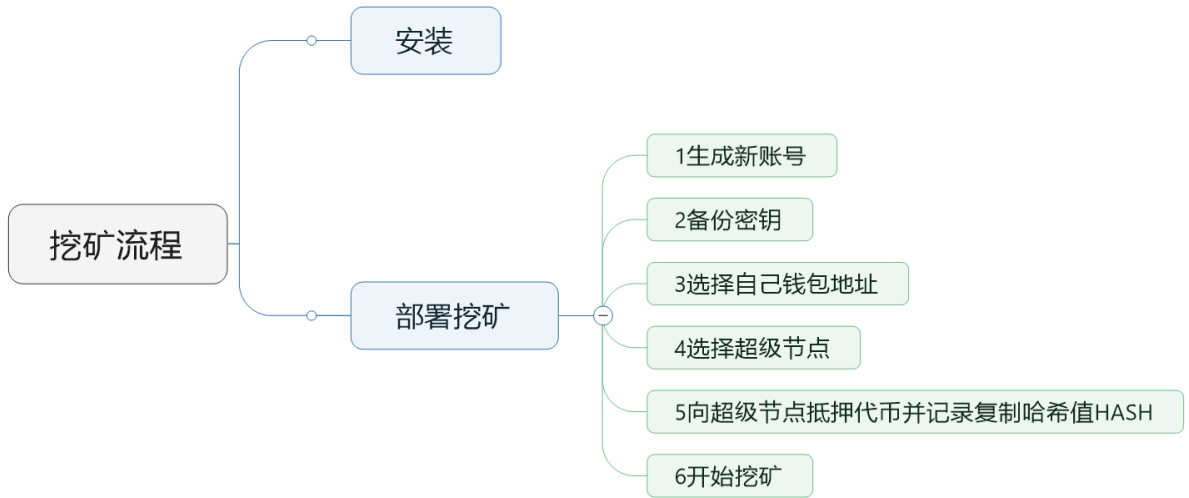 挖矿流程
安装
部署挖矿
1生成新账号
2备份密钥
3选择自己钱包地址
4选择超级节点
5向超级节点抵押代币并记录复制哈希值HASH
6开始挖矿